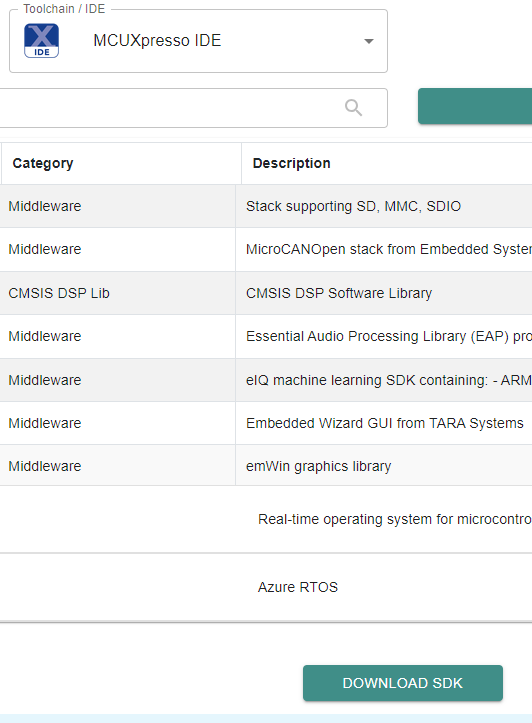 Toolchain / IDE
IDE
MCUXpresso IDE
Category Description
Middleware Stack supporting SD, MMC, SDIO
Middleware MicroCANOpen stack from Embedded
CMSIS DSP Lib CMSIS DSP Software Library
Middleware Essential Audio Processing Library (EAP)
Middleware eIQ machine learning SDK containing: - ARM
Middleware Embedded Wizard GUI from TARA Systems
Middleware emWin graphics library
Real-time operating system for
Azure RTOS
DOWNLOAD SDK